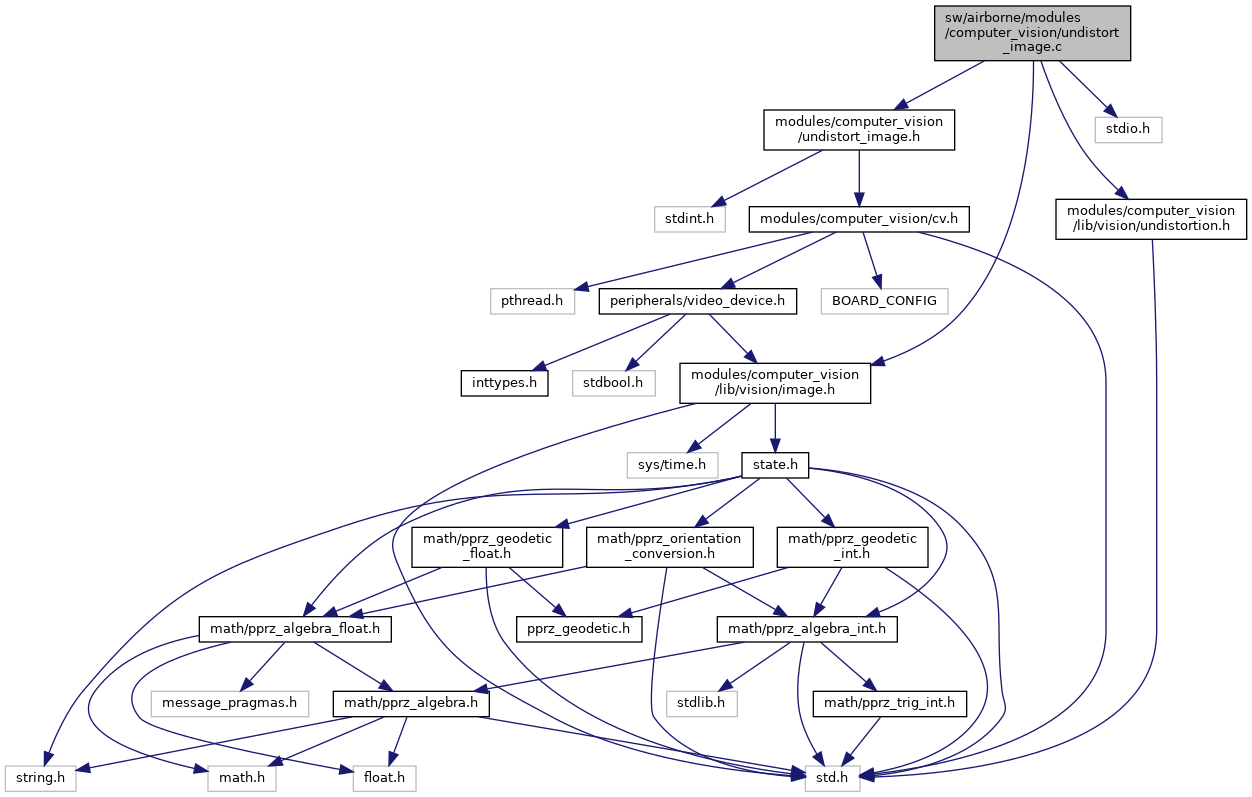 sw/airborne/modules
/computer_vision/undistort
_image.c
modules/computer_vision
/undistort_image.h
stdio.h
stdint.h
modules/computer_vision/cv.h
modules/computer_vision
/lib/vision/undistortion.h
pthread.h
peripherals/video_device.h
BOARD_CONFIG
inttypes.h
stdbool.h
modules/computer_vision
/lib/vision/image.h
sys/time.h
state.h
math/pprz_geodetic
_float.h
math/pprz_orientation
_conversion.h
math/pprz_geodetic
_int.h
math/pprz_algebra_float.h
pprz_geodetic.h
math/pprz_algebra_int.h
message_pragmas.h
math/pprz_algebra.h
stdlib.h
math/pprz_trig_int.h
string.h
math.h
float.h
std.h